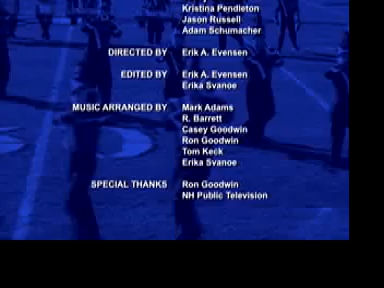 Kristina Pendleton
Jason Russell
Adam Schumacher
DIRECTED BY Erik A. Evensen
EDITED BY Erik A. Evensen
Erika Svanoe
MUSIC ARRANGED BY Mark Adams
R. Barrett
Casey Goodwin
Ron Goodwin
Tom Keck
Erika Svanoe
SPECIAL THANKS Ron Goodwin
NH Public Television